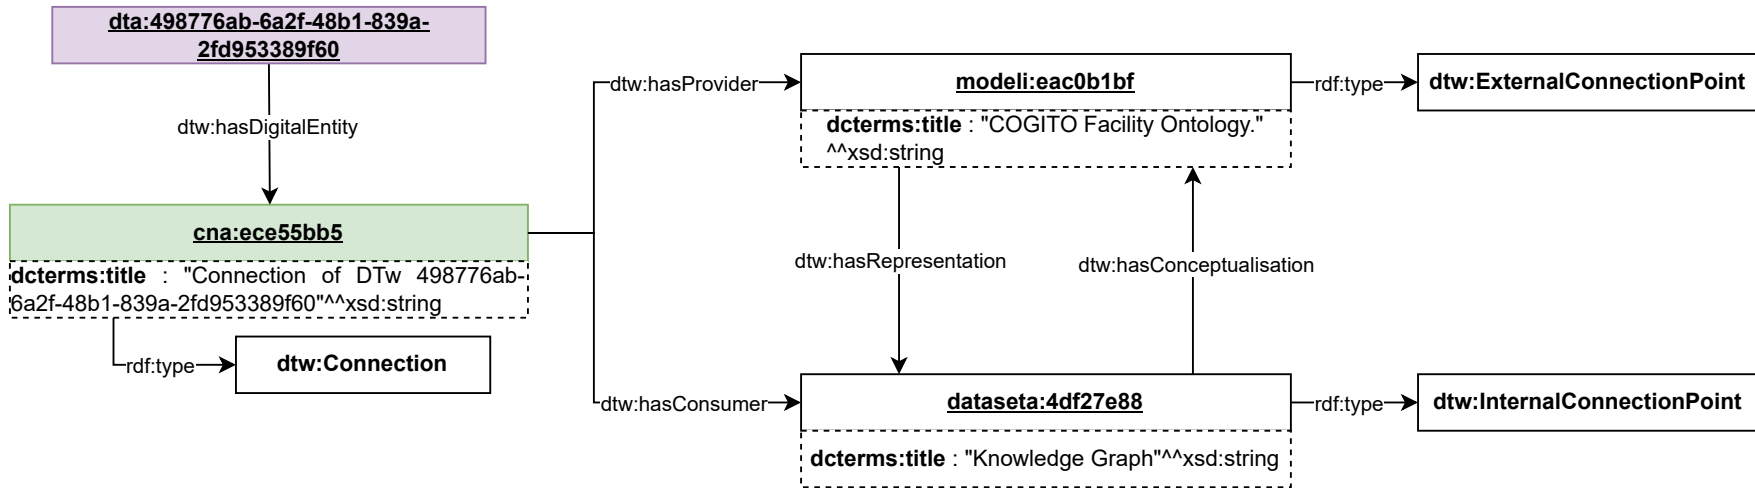 dta:498776ab-6a2f-48b1-839a-
2fd953389f60
dtw:hasDigitalEntity
cna:ece55bb5
dcterms:title : "Connection of DTw 498776ab-
6a2f-48b1-839a-2fd953389f60"^^xsd:string
rdf:type
dtw:Connection
dtw:hasProvider
modeli:eac0b1bf
dcterms:title : "COGITO Facility Ontology."
^^xsd:string
rdf:type
dtw:ExternalConnectionPoint
dtw:hasRepresentation
dtw:hasConceptualisation
dtw:hasConsumer
dataseta:4df27e88
dcterms:title : "Knowledge Graph"^^xsd:string
rdf:type
dtw:InternalConnectionPoint